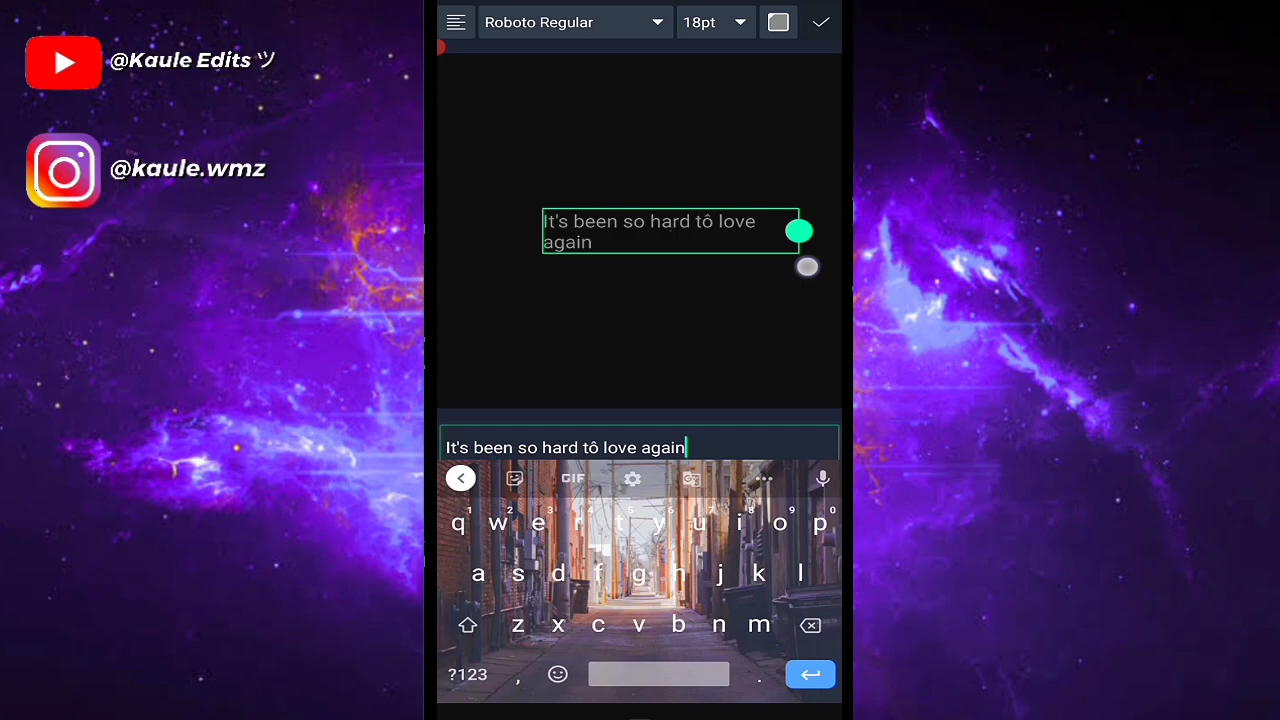 @Kaule Edits ツ
@kaule.wmz
Roboto Regular
18pt
It's been so hard tô love
again
It's been so hard tô love again
GIF
1 2 3 4 5 6 7 8 9 0
q w e r t y u i o p
a s d f g h j k l
z x c v b n m
?123 , .